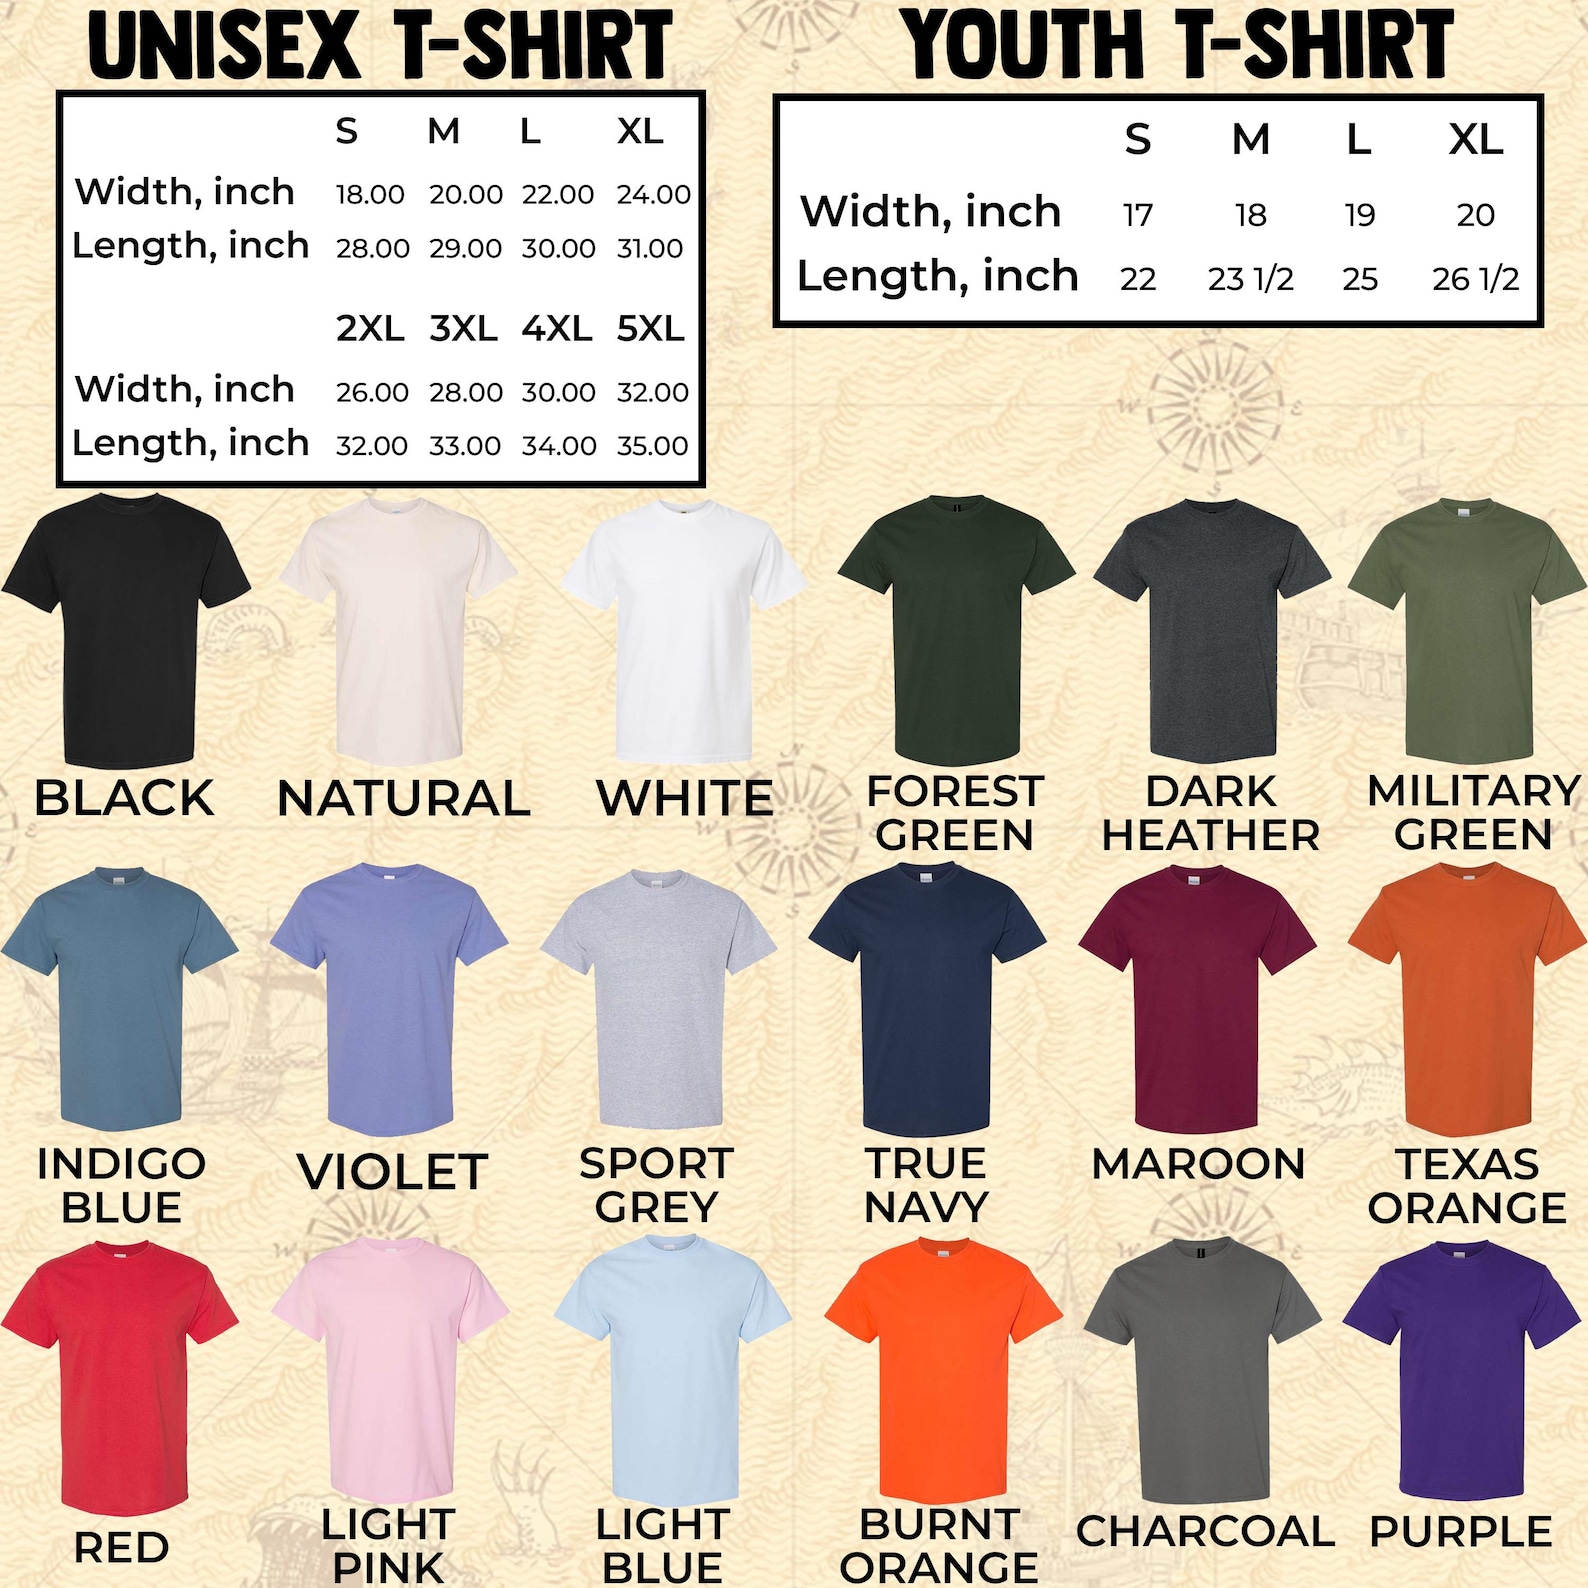 UNISEX T-SHIRT
S M L XL
Width, inch 18.00 20.00 22.00 24.00
Length, inch 28.00 29.00 30.00 31.00
2XL 3XL 4XL 5XL
Width, inch 26.00 28.00 30.00 32.00
Length, inch 32.00 33.00 34.00 35.00
YOUTH T-SHIRT
S M L XL
Width, inch 17 18 19 20
Length, inch 22 23 1/2 25 26 1/2
BLACK
NATURAL
WHITE
FOREST
GREEN
DARK
HEATHER
MILITARY
GREEN
INDIGO
BLUE
VIOLET
SPORT
GREY
TRUE
NAVY
MAROON
TEXAS
ORANGE
RED
LIGHT
PINK
LIGHT
BLUE
BURNT
ORANGE
CHARCOAL
PURPLE